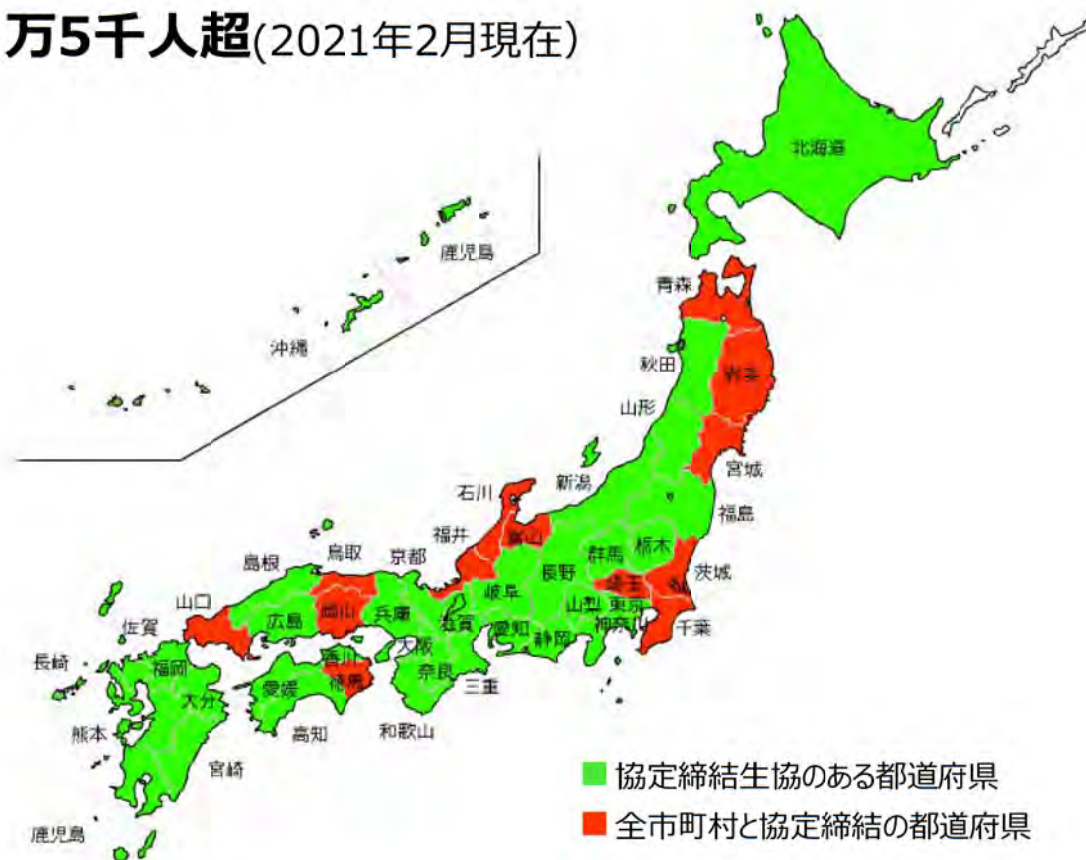 万5千人超(2021年2月現在)
北海道
鹿児島
青森
沖縄
秋田
岩手
山形
宮城
新潟
石川
福島
福井
富山
群馬
栃木
鳥取
京都
島根
長野
埼玉
茨城
岐阜
山口
岡山
兵庫
広島
滋賀
愛知
静岡
山梨
東京
神奈川
千葉
佐賀
大阪
香川
長崎
福岡
奈良
徳島
愛媛
三重
大分
熊本
高知
和歌山
宮崎
協定締結生協のある都道府県
鹿児島
全市町村と協定締結の都道府県